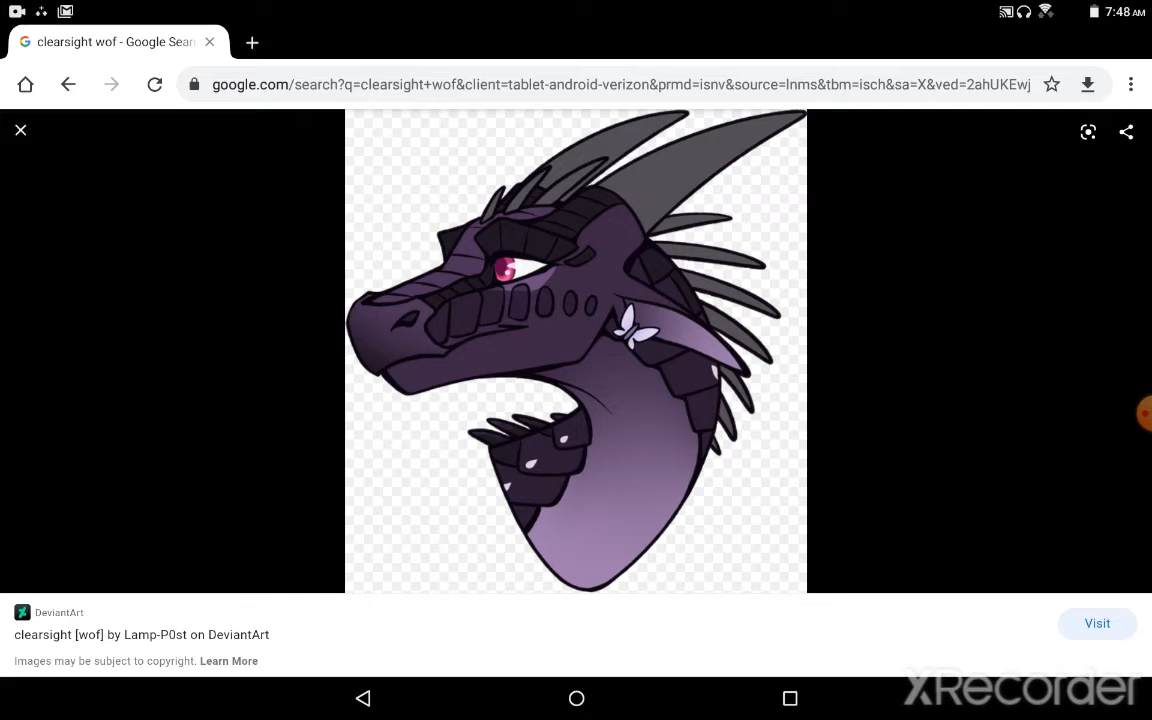 7:48 AM
clearsight wof - Google Sear
google.com/search?q=clearsight+wof&client=tablet-android-verizon&prmd=isnv&source=lnms&tbm=isch&sa=X&ved=2ahUKEwj
DeviantArt
clearsight [wof] by Lamp-P0st on DeviantArt
Visit
Images may be subject to copyright. Learn More
XRecorder